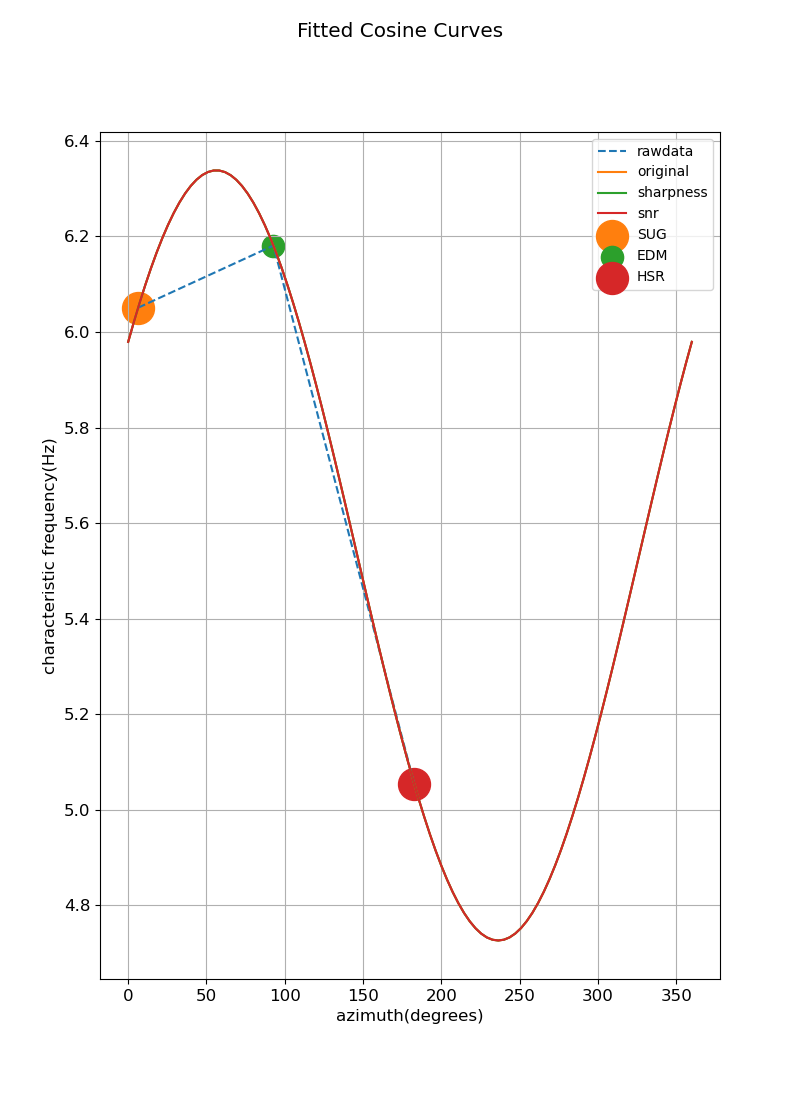 Fitted Cosine Curves
6.4
6.2
6.0
5.8
5.6
5.4
5.2
5.0
4.8
characteristic frequency(Hz)
rawdata
original
sharpness
snr
SUG
EDM
HSR
0 50 100 150 200 250 300 350
azimuth(degrees)